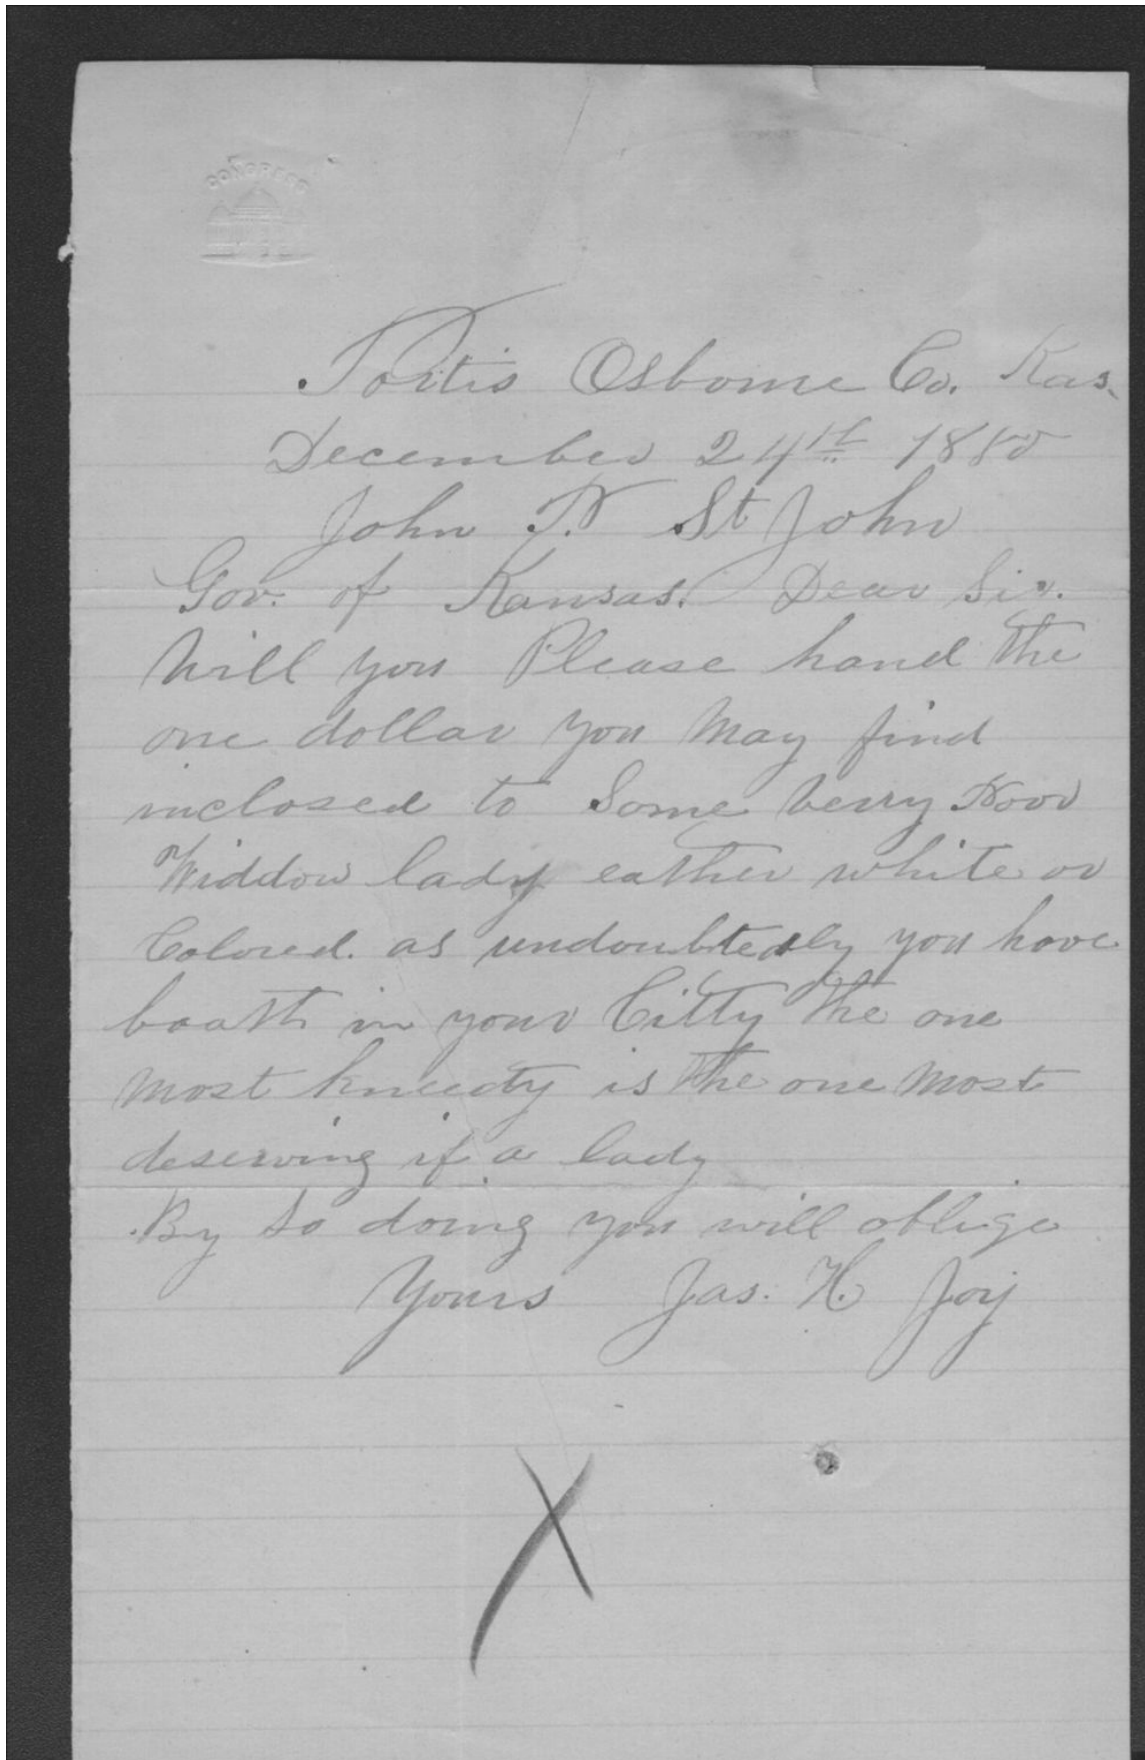 CONGRESS
Portis Osborne Co. Kas.
December 24th 1880
John P. St John
Gov. of Kansas. Dear Sir.
Will you Please hand the
one dollar you May find
inclosed to Some verry Poor
Widdow lady eather white or
Colored. as undoubtedly you have
boath in your Citty the one
most kneedy is the one most
deserving if a lady
By so doing you will oblige
Yours Jas. H. Joy
X